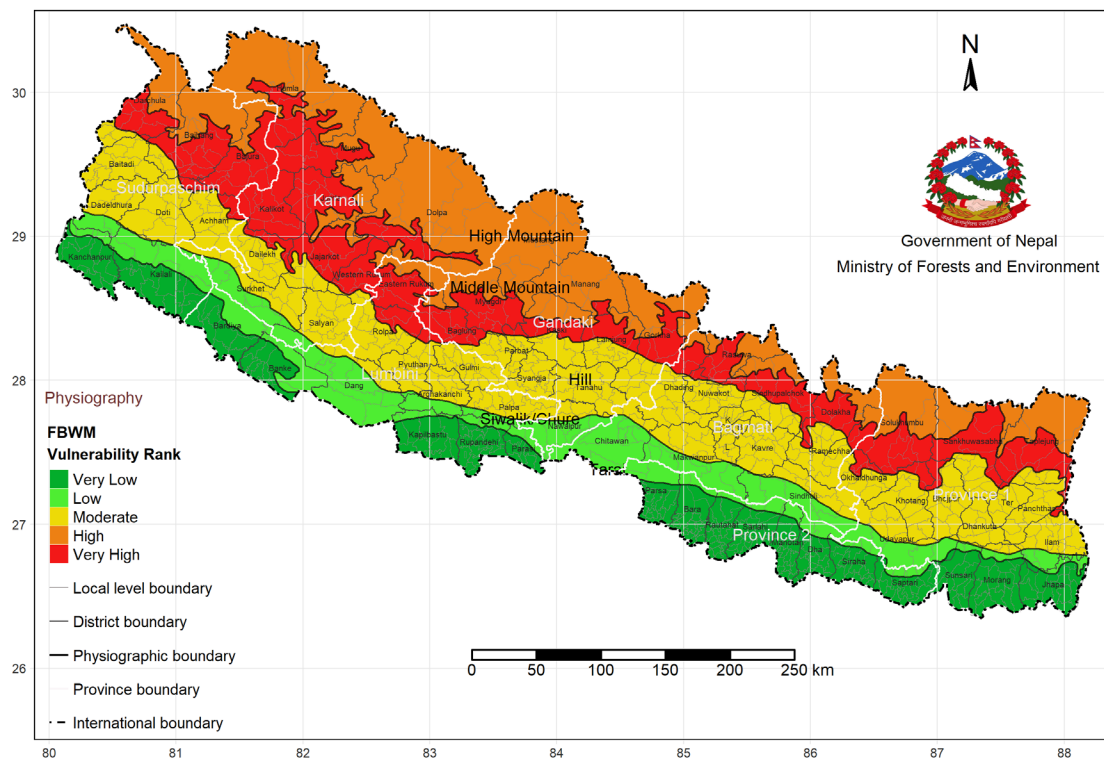 N
Government of Nepal
Ministry of Forests and Environment
30
29
28
27
26
Humla
Darchula
Bajhang
Bajura
Mugu
Baitadi
Sudurpaschim
Karnali
Dadeldhura
Doti
Achham
Kalikot
Dolpa
High Mountain
Mustang
Kanchanpur
Kailali
Dailekh
Jajarkot
Western Rukum
Eastern Rukum
Middle Mountain
Manang
Surkhet
Myagdi
Bardiya
Salyan
Rolpa
Baglung
Gandaki
Kaski
Lamjung
Gorkha
Rasuwa
Banke
Dang
Lumbini
Pyuthan
Gulmi
Parbat
Syangja
Hill
Tanahu
Dhading
Nuwakot
Sindhupalchok
Arghakanchi
Palpa
Siwalik/Chure
Nawalpur
Chitawan
Bagmati
Dolakha
Solukhumbu
Sankhuwasabha
Taplejung
Kapilbastu
Rupandehi
Parasi
Makwanpur
Kavre
Ramechhap
Okhaldhunga
Khotang
Province 1
Panchthar
Parsa
Bara
Rautahat
Sarlahi
Sindhuli
Province 2
Siraha
Saptari
Udayapur
Dhankuta
Ilam
Sunsari
Morang
Jhapa
Physiography
FBWM
Vulnerability Rank
Very Low
Low
Moderate
High
Very High
Local level boundary
District boundary
Physiographic boundary
Province boundary
International boundary
0 50 100 150 200 250 km
80 81 82 83 84 85 86 87 88